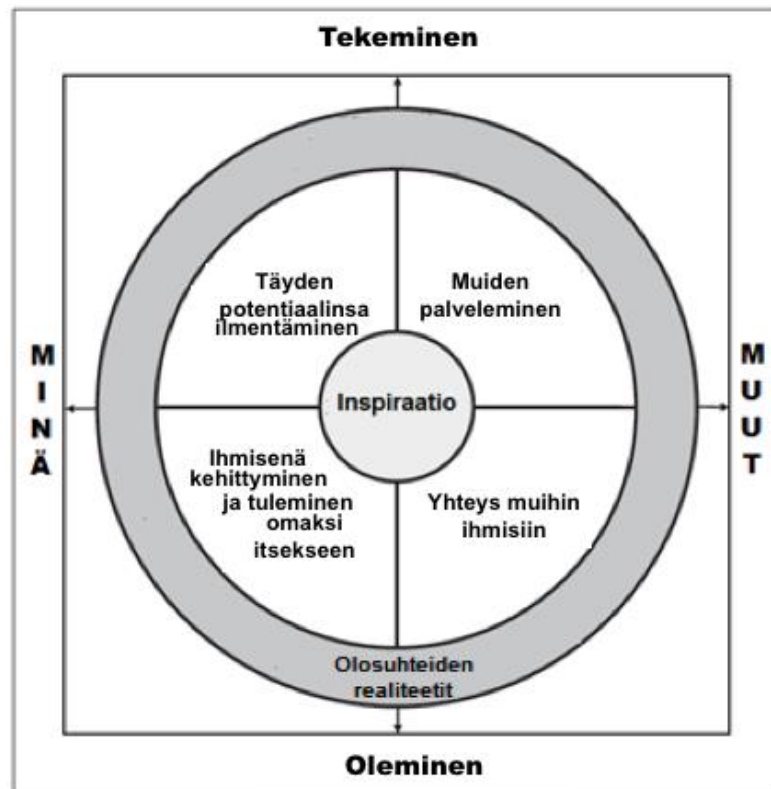 Tekeminen
Täyden
potentiaalinsa
ilmentäminen
Muiden
palveleminen
MINÄ
Inspiraatio
MUUT
Ihmisenä
kehittyminen
ja tuleminen
omaksi
itsekseen
Yhteys muihin
ihmisiin
Olosuhteiden
realiteetit
Oleminen